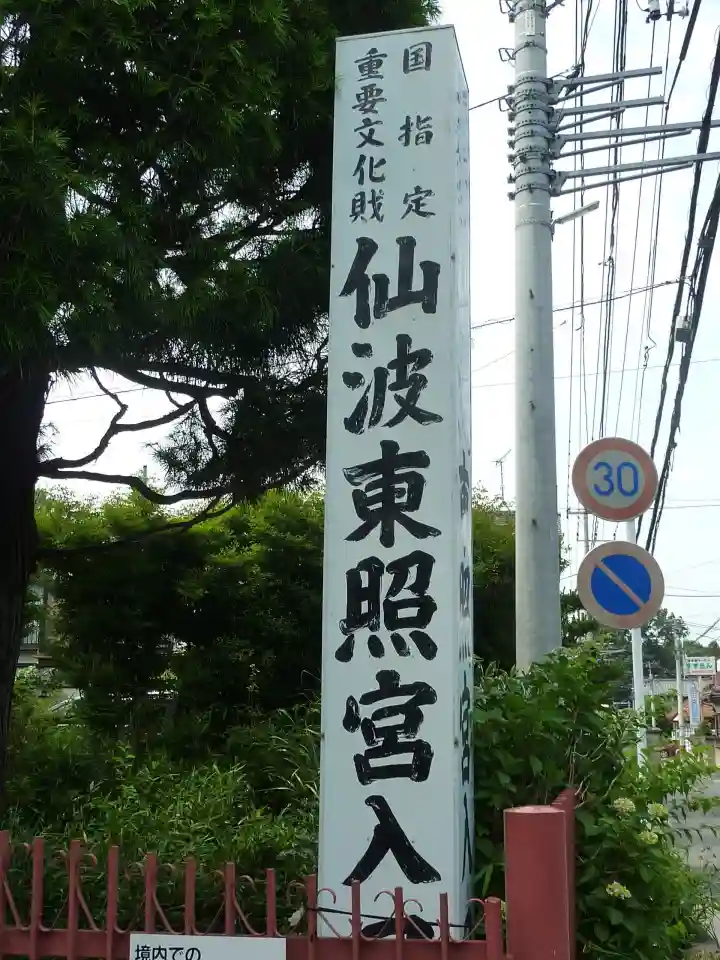 国指定
重要文化財
仙波東照宮入
30
境内での